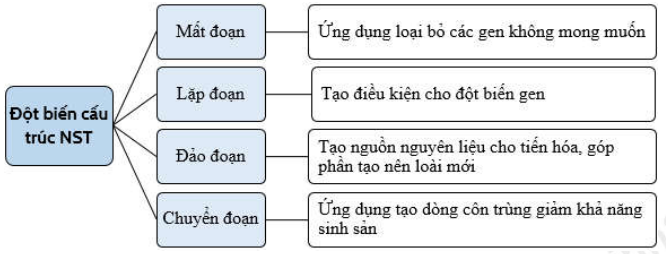 Mất đoạn
Ứng dụng loại bỏ các gen không mong muốn
Lặp đoạn
Tạo điều kiện cho đột biến gen
Đột biến cấu
trúc NST
Đảo đoạn
Tạo nguồn nguyên liệu cho tiến hóa, góp
phần tạo nên loài mới
Chuyển đoạn
Ứng dụng tạo dòng côn trùng giảm khả năng
sinh sản